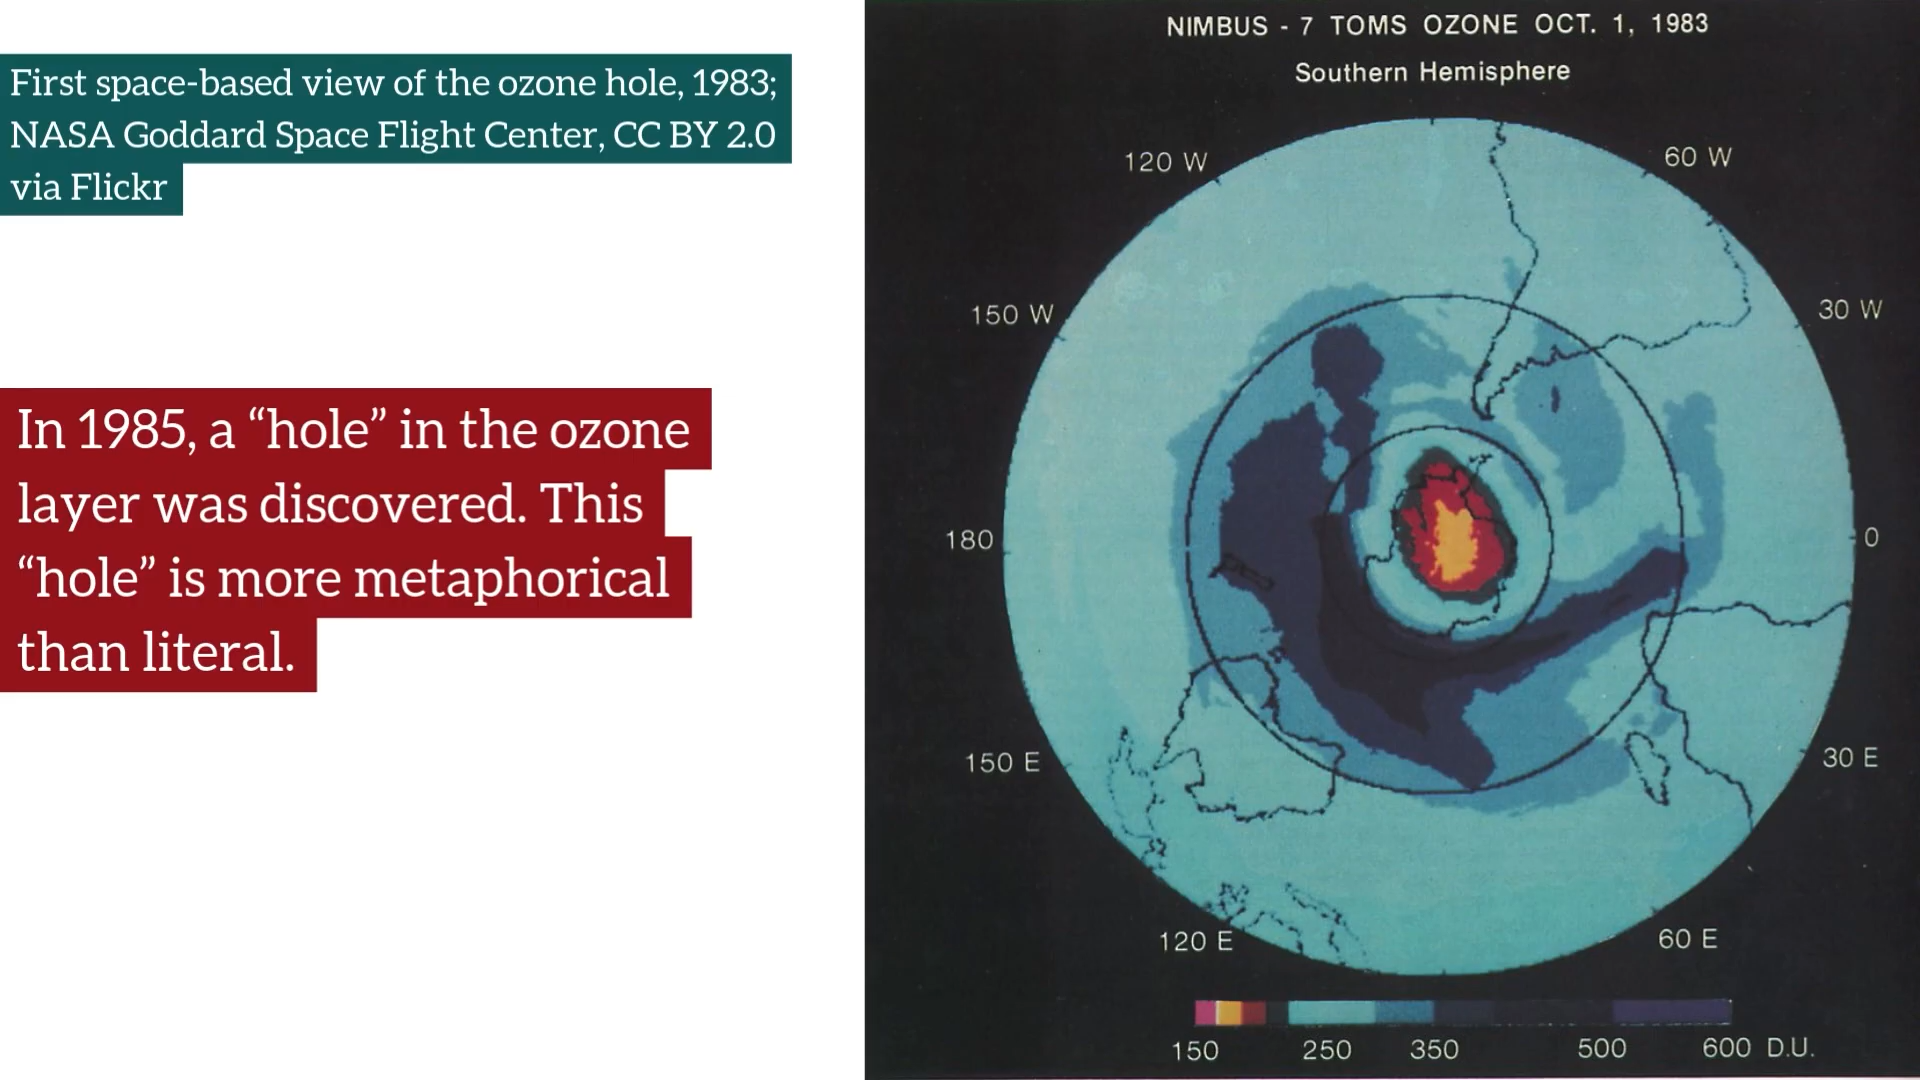 First space-based view of the ozone hole, 1983;
NASA Goddard Space Flight Center, CC BY 2.0
via Flickr
In 1985, a “hole” in the ozone
layer was discovered. This
“hole” is more metaphorical
than literal.
NIMBUS - 7 TOMS OZONE OCT. 1, 1983
Southern Hemisphere
120 W
60 W
150 W
30 W
180
0
150 E
30 E
120 E
60 E
150 250 350 500 600 D.U.